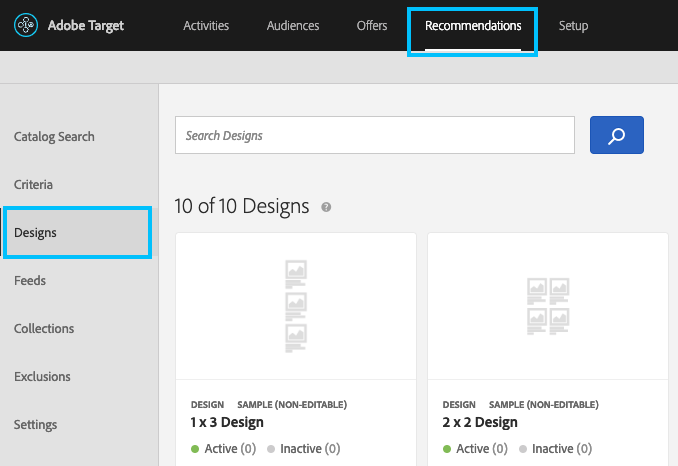 Adobe Target Activities Audiences Offers Recommendations Setup
Catalog Search
Criteria
Designs
Feeds
Collections
Exclusions
Settings
Search Designs
10 of 10 Designs ?
DESIGN SAMPLE (NON-EDITABLE)
1 x 3 Design
Active (0) Inactive (0)
DESIGN SAMPLE (NON-EDITABLE)
2 x 2 Design
Active (0) Inactive (0)